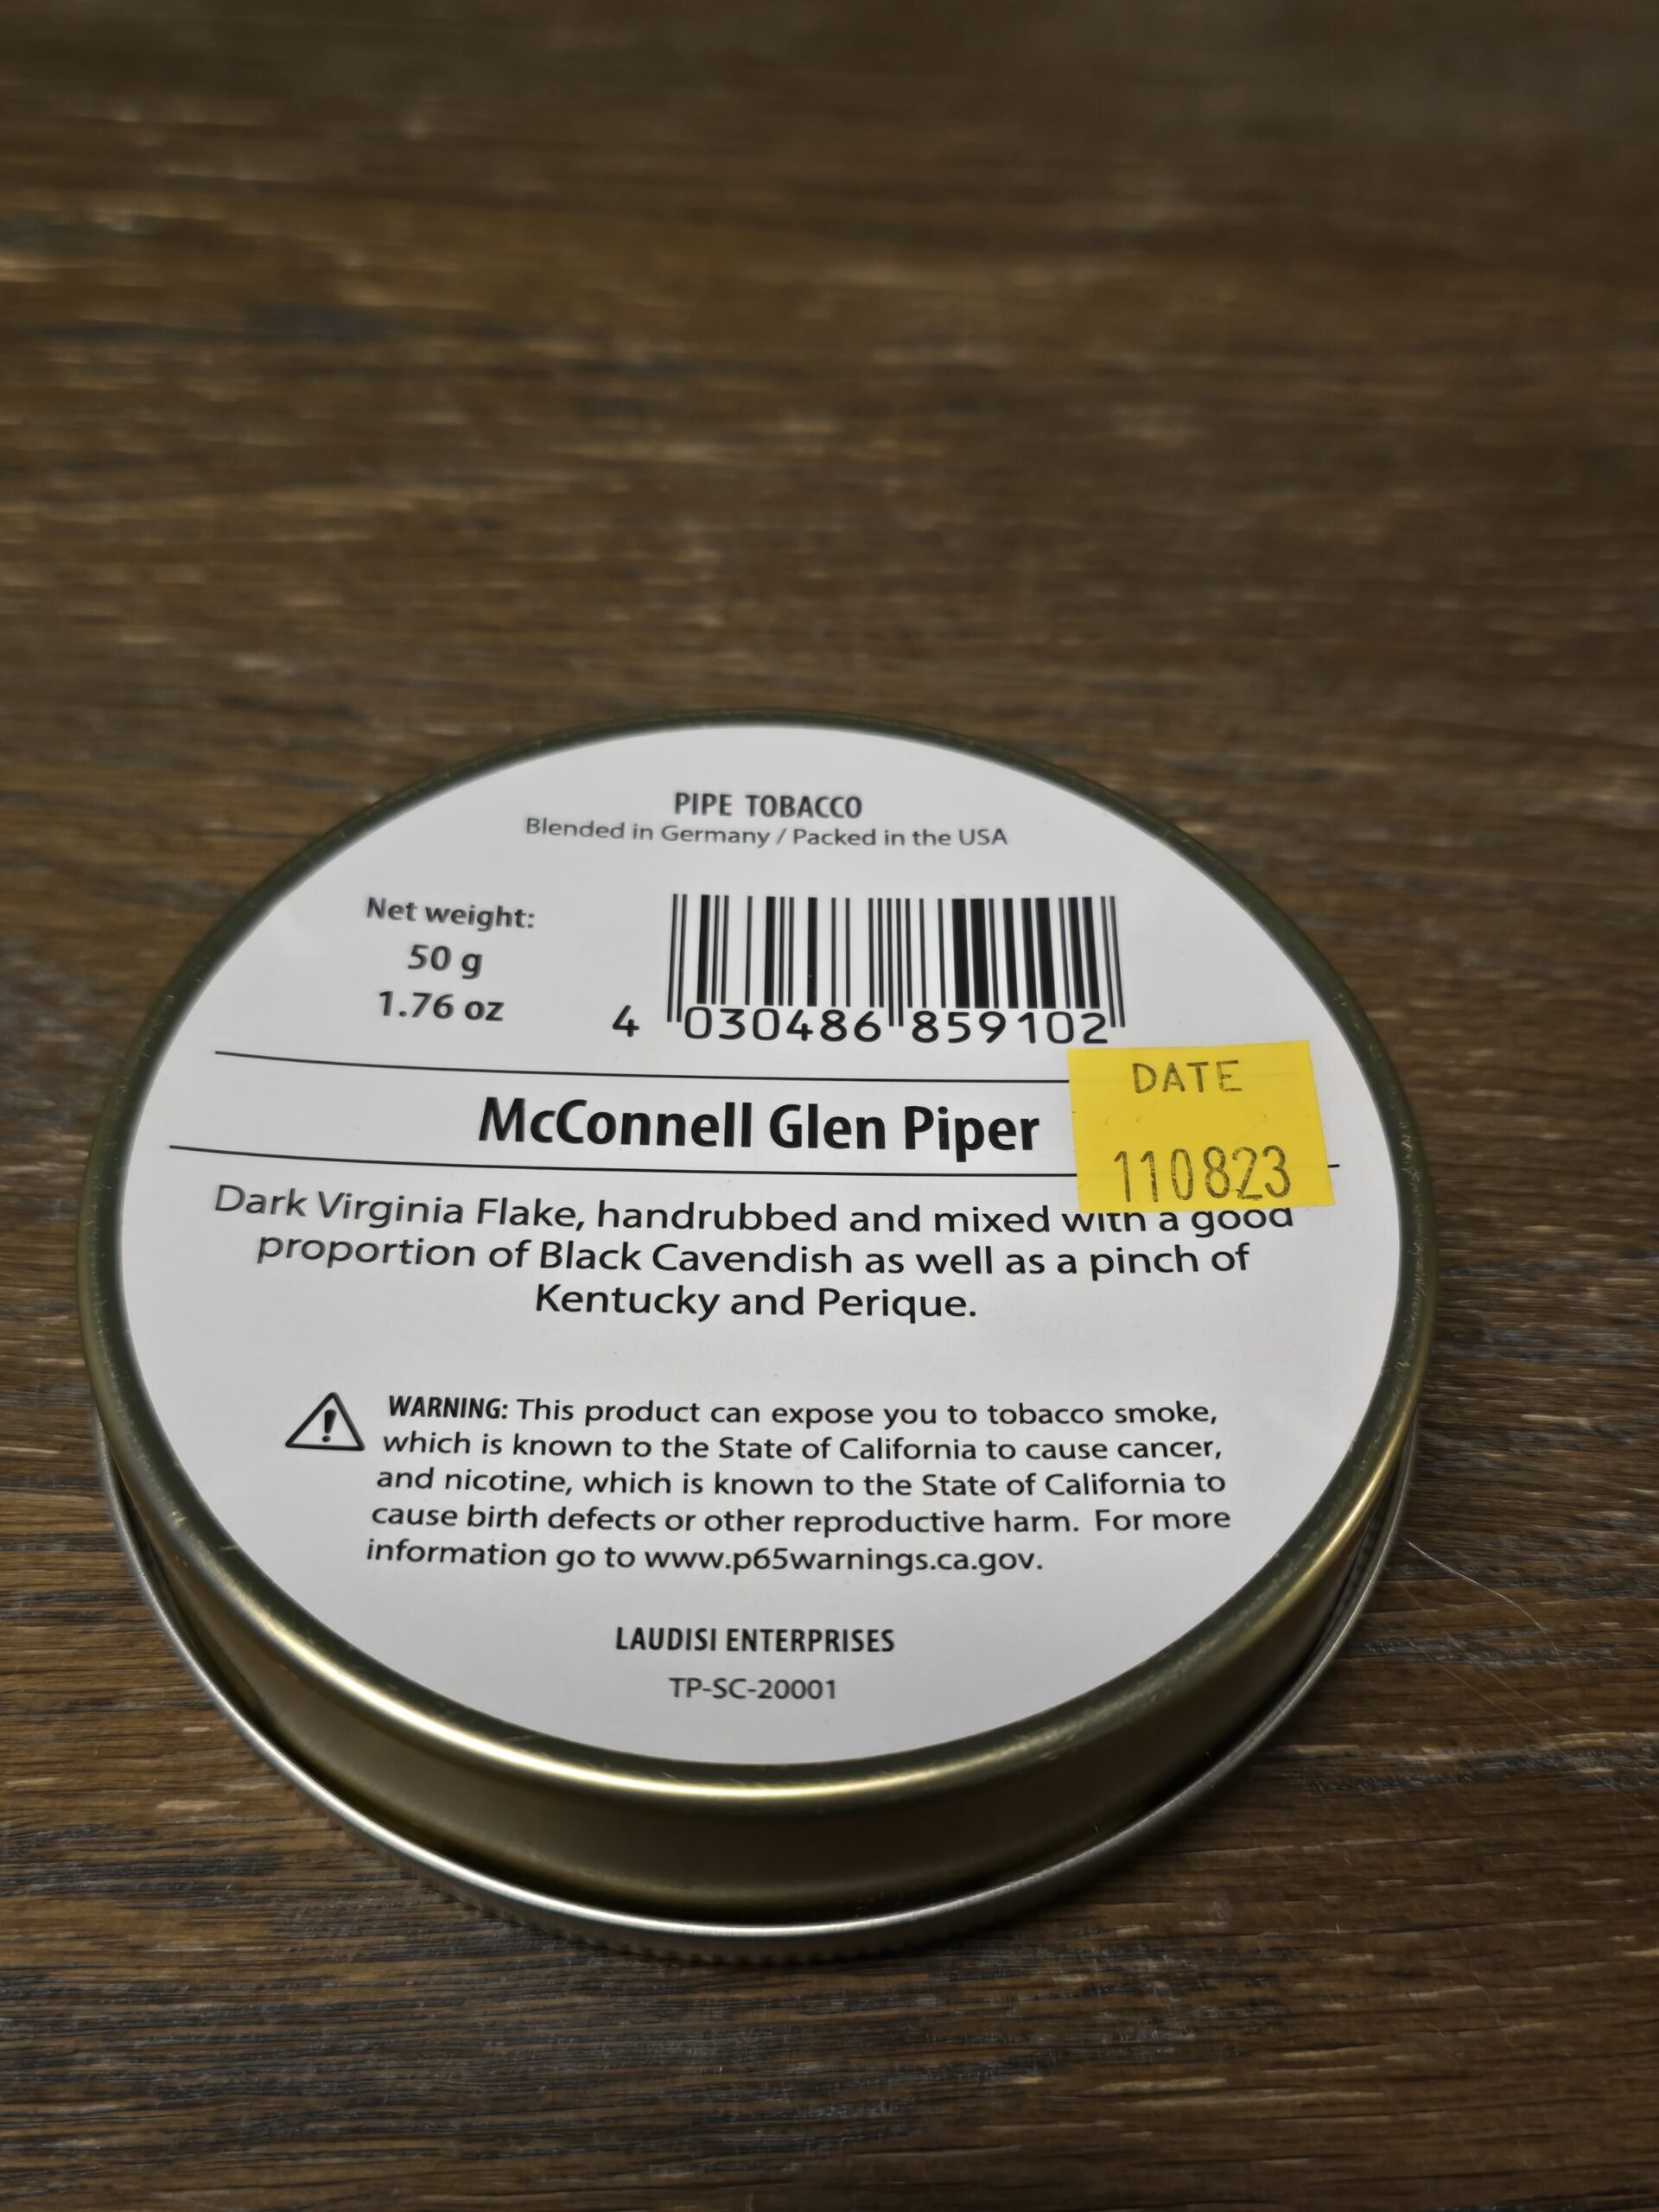 PIPE TOBACCO
Blended in Germany / Packed in the USA
Net weight:
50 g
1.76 oz
4 030486 859102
DATE
110823
McConnell Glen Piper
Dark Virginia Flake, handrubbed and mixed with a good
proportion of Black Cavendish as well as a pinch of
Kentucky and Perique.
WARNING: This product can expose you to tobacco smoke,
which is known to the State of California to cause cancer,
and nicotine, which is known to the State of California to
cause birth defects or other reproductive harm. For more
information go to www.p65warnings.ca.gov.
LAUDISI ENTERPRISES
TP-SC-20001